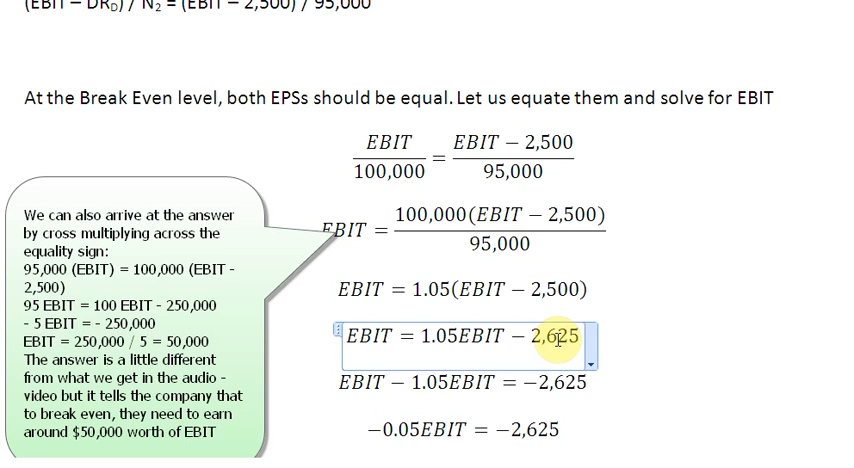 (EBIT – DR_D) / N_2 = (EBIT – 2,500) / 95,000
At the Break Even level, both EPSs should be equal. Let us equate them and solve for EBIT
EBIT / 100,000 = EBIT − 2,500 / 95,000
EBIT = 100,000(EBIT − 2,500) / 95,000
EBIT = 1.05(EBIT − 2,500)
EBIT = 1.05EBIT − 2,625
EBIT − 1.05EBIT = −2,625
−0.05EBIT = −2,625
We can also arrive at the answer
by cross multiplying across the
equality sign:
95,000 (EBIT) = 100,000 (EBIT -
2,500)
95 EBIT = 100 EBIT - 250,000
- 5 EBIT = - 250,000
EBIT = 250,000 / 5 = 50,000
The answer is a little different
from what we get in the audio -
video but it tells the company that
to break even, they need to earn
around $50,000 worth of EBIT